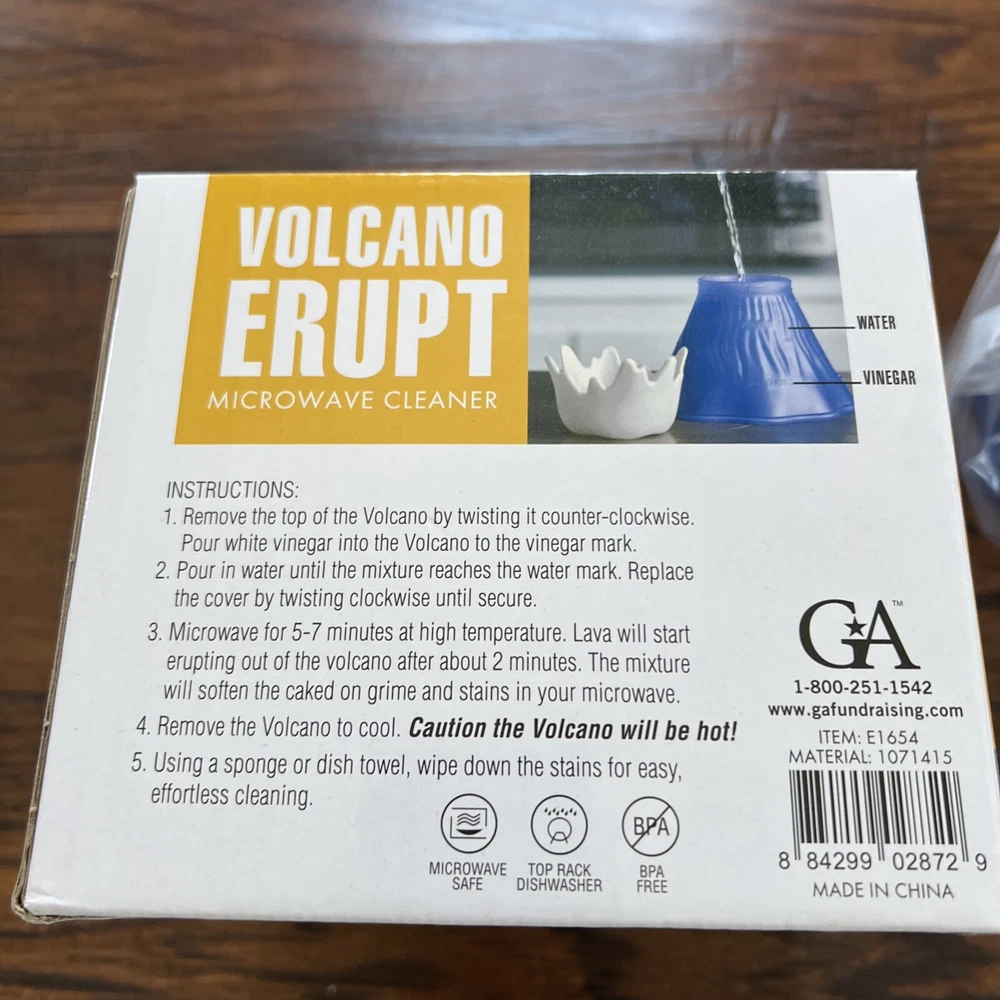 VOLCANO
ERUPT
MICROWAVE CLEANER
WATER
VINEGAR
INSTRUCTIONS:
1. Remove the top of the Volcano by twisting it counter-clockwise.
Pour white vinegar into the Volcano to the vinegar mark.
2. Pour in water until the mixture reaches the water mark. Replace
the cover by twisting clockwise until secure.
3. Microwave for 5-7 minutes at high temperature. Lava will start
erupting out of the volcano after about 2 minutes. The mixture
will soften the caked on grime and stains in your microwave.
4. Remove the Volcano to cool. Caution the Volcano will be hot!
5. Using a sponge or dish towel, wipe down the stains for easy,
effortless cleaning.
BPA
MICROWAVE
SAFE
TOP RACK
DISHWASHER
BPA
FREE
GA™
1-800-251-1542
www.gafundraising.com
ITEM: E1654
MATERIAL: 1071415
8 84299 02872 9
MADE IN CHINA